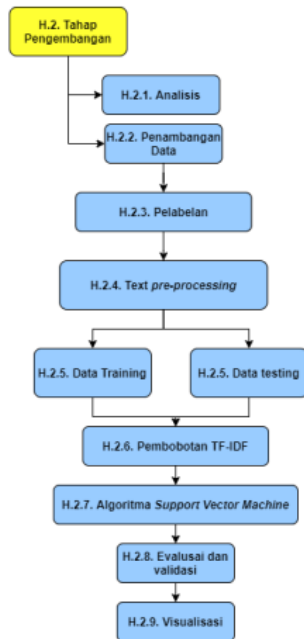 H.2. Tahap
Pengembangan
H.2.1. Analisis
H.2.2. Penambangan
Data
H.2.3. Pelabelan
H.2.4. Text pre-processing
H.2.5. Data Training
H.2.5. Data testing
H.2.6. Pembobotan TF-IDF
H.2.7. Algoritma Support Vector Machine
H.2.8. Evalusai dan
validasi
H.2.9. Visualisasi